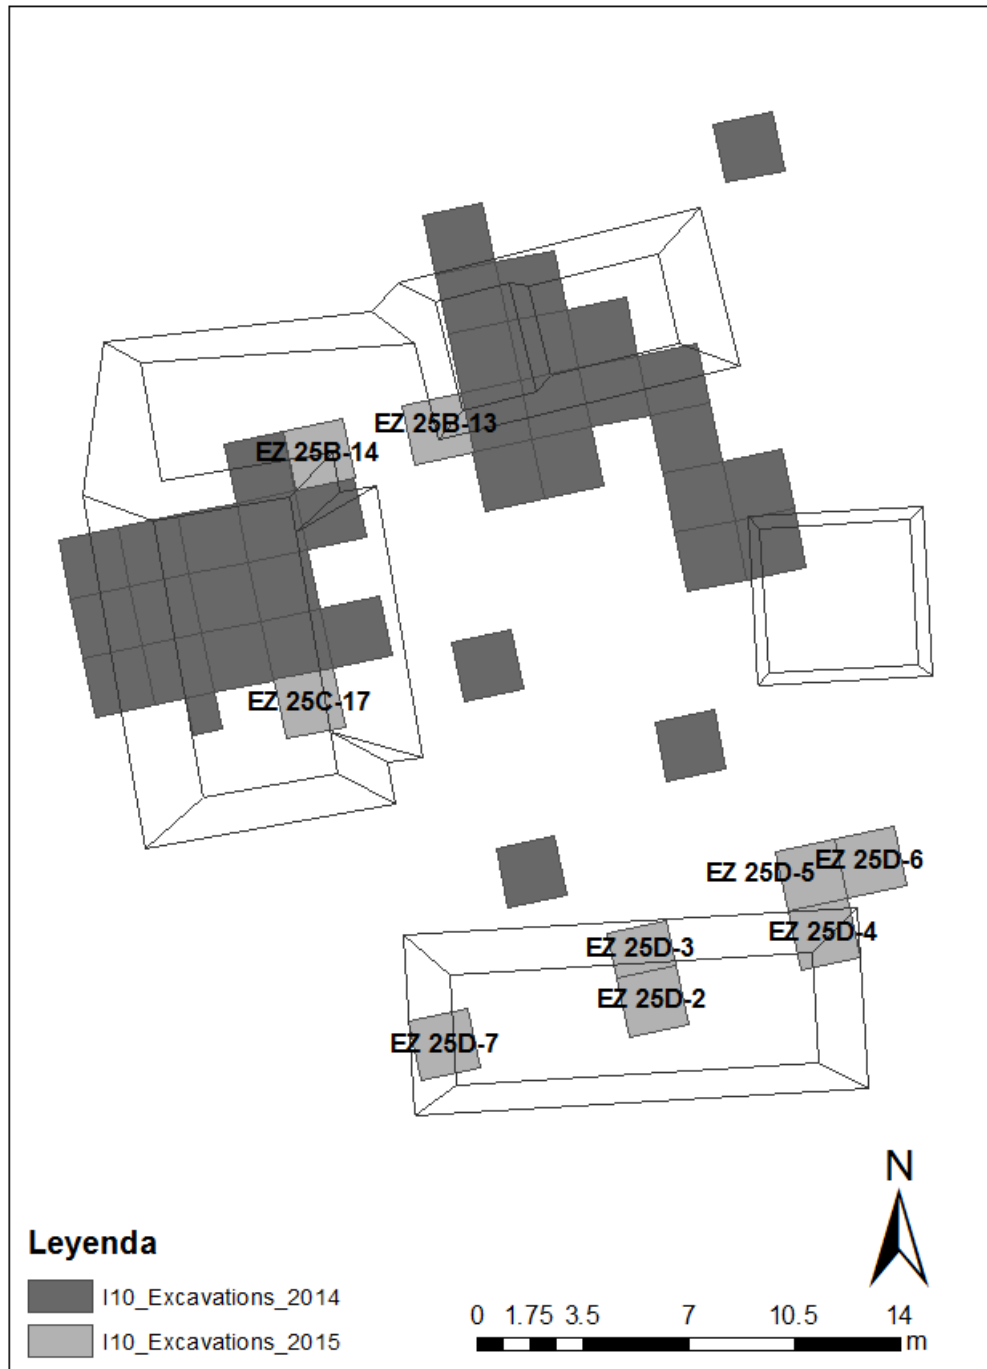 EZ 25B-13
EZ 25B-14
EZ 25C-17
EZ 25D-6
EZ 25D-5
EZ 25D-4
EZ 25D-3
EZ 25D-2
EZ 25D-7
N
Leyenda
I10_Excavations_2014
I10_Excavations_2015
0 1.75 3.5 7 10.5 14
m